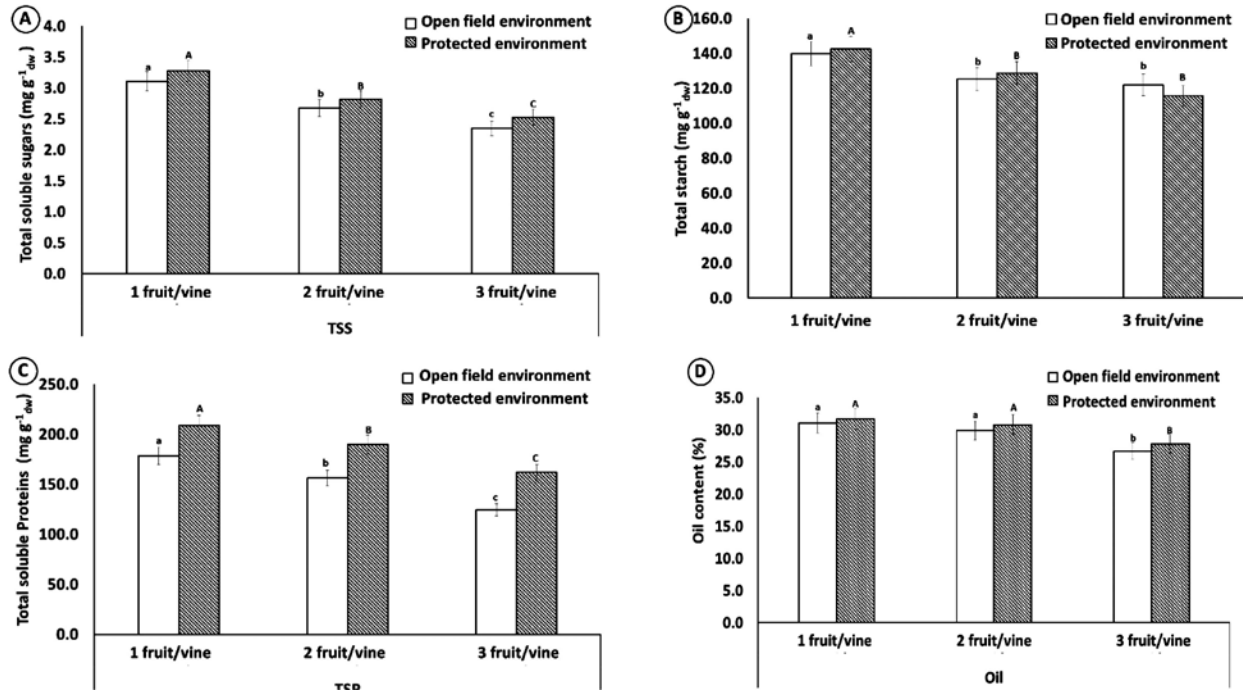 A
Total soluble sugars (mg g⁻¹dw)
4.0
3.5
3.0
2.5
2.0
1.5
1.0
0.5
0.0
Open field environment
Protected environment
a
A
b
B
c
C
1 fruit/vine
2 fruit/vine
3 fruit/vine
TSS
B
Total starch (mg g⁻¹dw)
160.0
140.0
120.0
100.0
80.0
60.0
40.0
20.0
0.0
Open field environment
Protected environment
a
A
b
B
b
B
1 fruit/vine
2 fruit/vine
3 fruit/vine
C
Total soluble Proteins (mg g⁻¹dw)
250.0
200.0
150.0
100.0
50.0
0.0
Open field environment
Protected environment
a
A
b
B
c
C
1 fruit/vine
2 fruit/vine
3 fruit/vine
TSP
D
Oil content (%)
35.0
30.0
25.0
20.0
15.0
10.0
5.0
0.0
Open field environment
Protected environment
a
A
a
A
b
B
1 fruit/vine
2 fruit/vine
3 fruit/vine
Oil